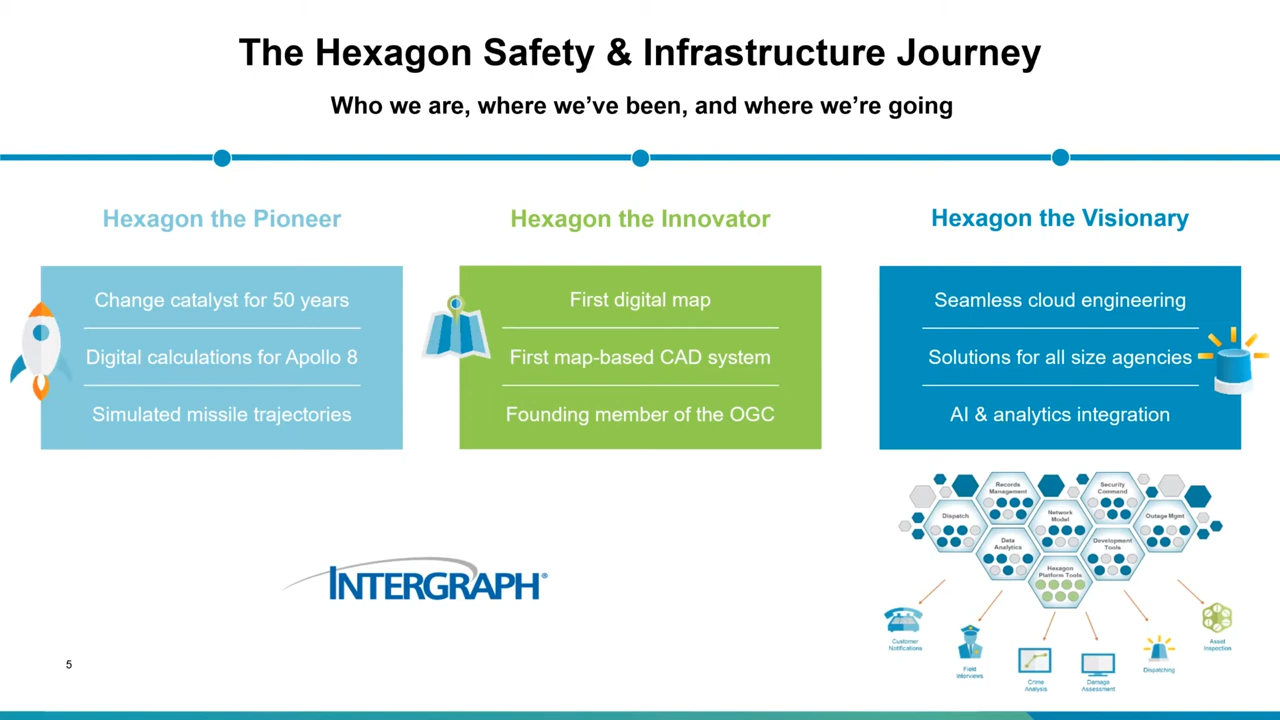 The Hexagon Safety & Infrastructure Journey
Who we are, where we’ve been, and where we’re going
Hexagon the Pioneer
Change catalyst for 50 years
Digital calculations for Apollo 8
Simulated missile trajectories
Hexagon the Innovator
First digital map
First map-based CAD system
Founding member of the OGC
Hexagon the Visionary
Seamless cloud engineering
Solutions for all size agencies
AI & analytics integration
INTERGRAPH®
Records
Management
Security
Command
Dispatch
Network
Model
Outage Mgmt
Data
Analytics
Development
Tools
Hexagon
Platform Tools
Customer
Notifications
Field
Interviews
Crime
Analysis
Damage
Assessment
Dispatching
Asset
Inspection
5